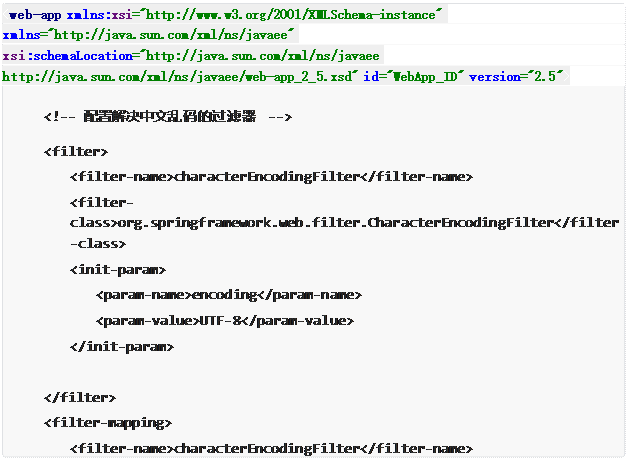 web-app xmlns:xsi="http://www.w3.org/2001/XMLSchema-instance"
xmlns="http://java.sun.com/xml/ns/javaee"
xsi:schemaLocation="http://java.sun.com/xml/ns/javaee
http://java.sun.com/xml/ns/javaee/web-app_2_5.xsd" id="WebApp_ID" version="2.5"
<!-- 配置解决中文乱码的过滤器 -->
<filter>
<filter-name>characterEncodingFilter</filter-name>
<filter-
class>org.springframework.web.filter.CharacterEncodingFilter</filter
-class>
<init-param>
<param-name>encoding</param-name>
<param-value>UTF-8</param-value>
</init-param>
</filter>
<filter-mapping>
<filter-name>characterEncodingFilter</filter-name>